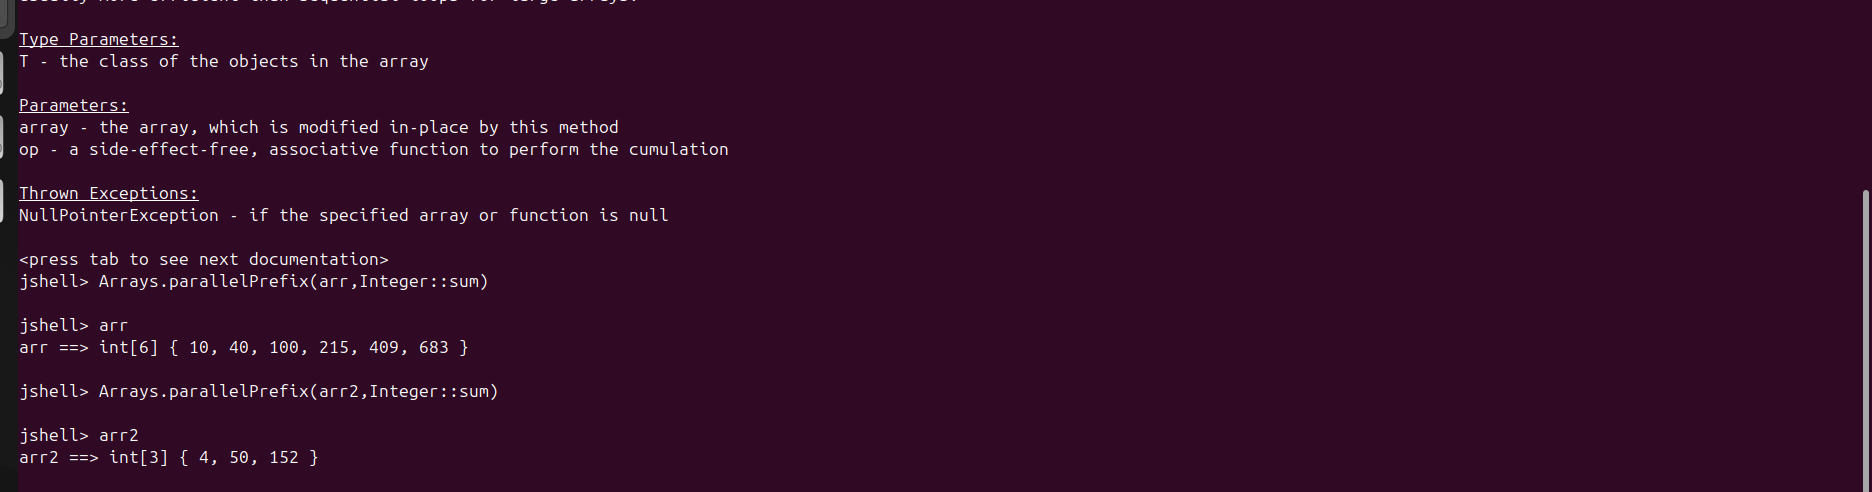 Type Parameters:
T - the class of the objects in the array
Parameters:
array - the array, which is modified in-place by this method
op - a side-effect-free, associative function to perform the cumulation
Thrown Exceptions:
NullPointerException - if the specified array or function is null
<press tab to see next documentation>
jshell> Arrays.parallelPrefix(arr,Integer::sum)
jshell> arr
arr ==> int[6] { 10, 40, 100, 215, 409, 683 }
jshell> Arrays.parallelPrefix(arr2,Integer::sum)
jshell> arr2
arr2 ==> int[3] { 4, 50, 152 }